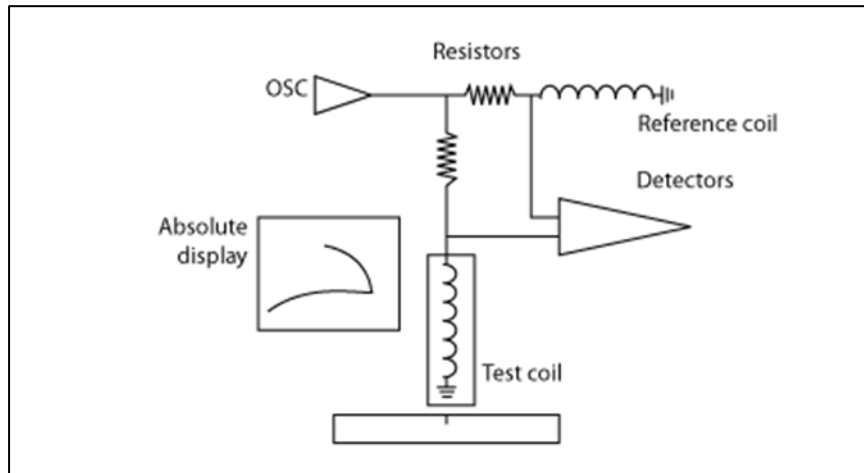 Resistors
OSC
Reference coil
Detectors
Absolute
display
Test coil